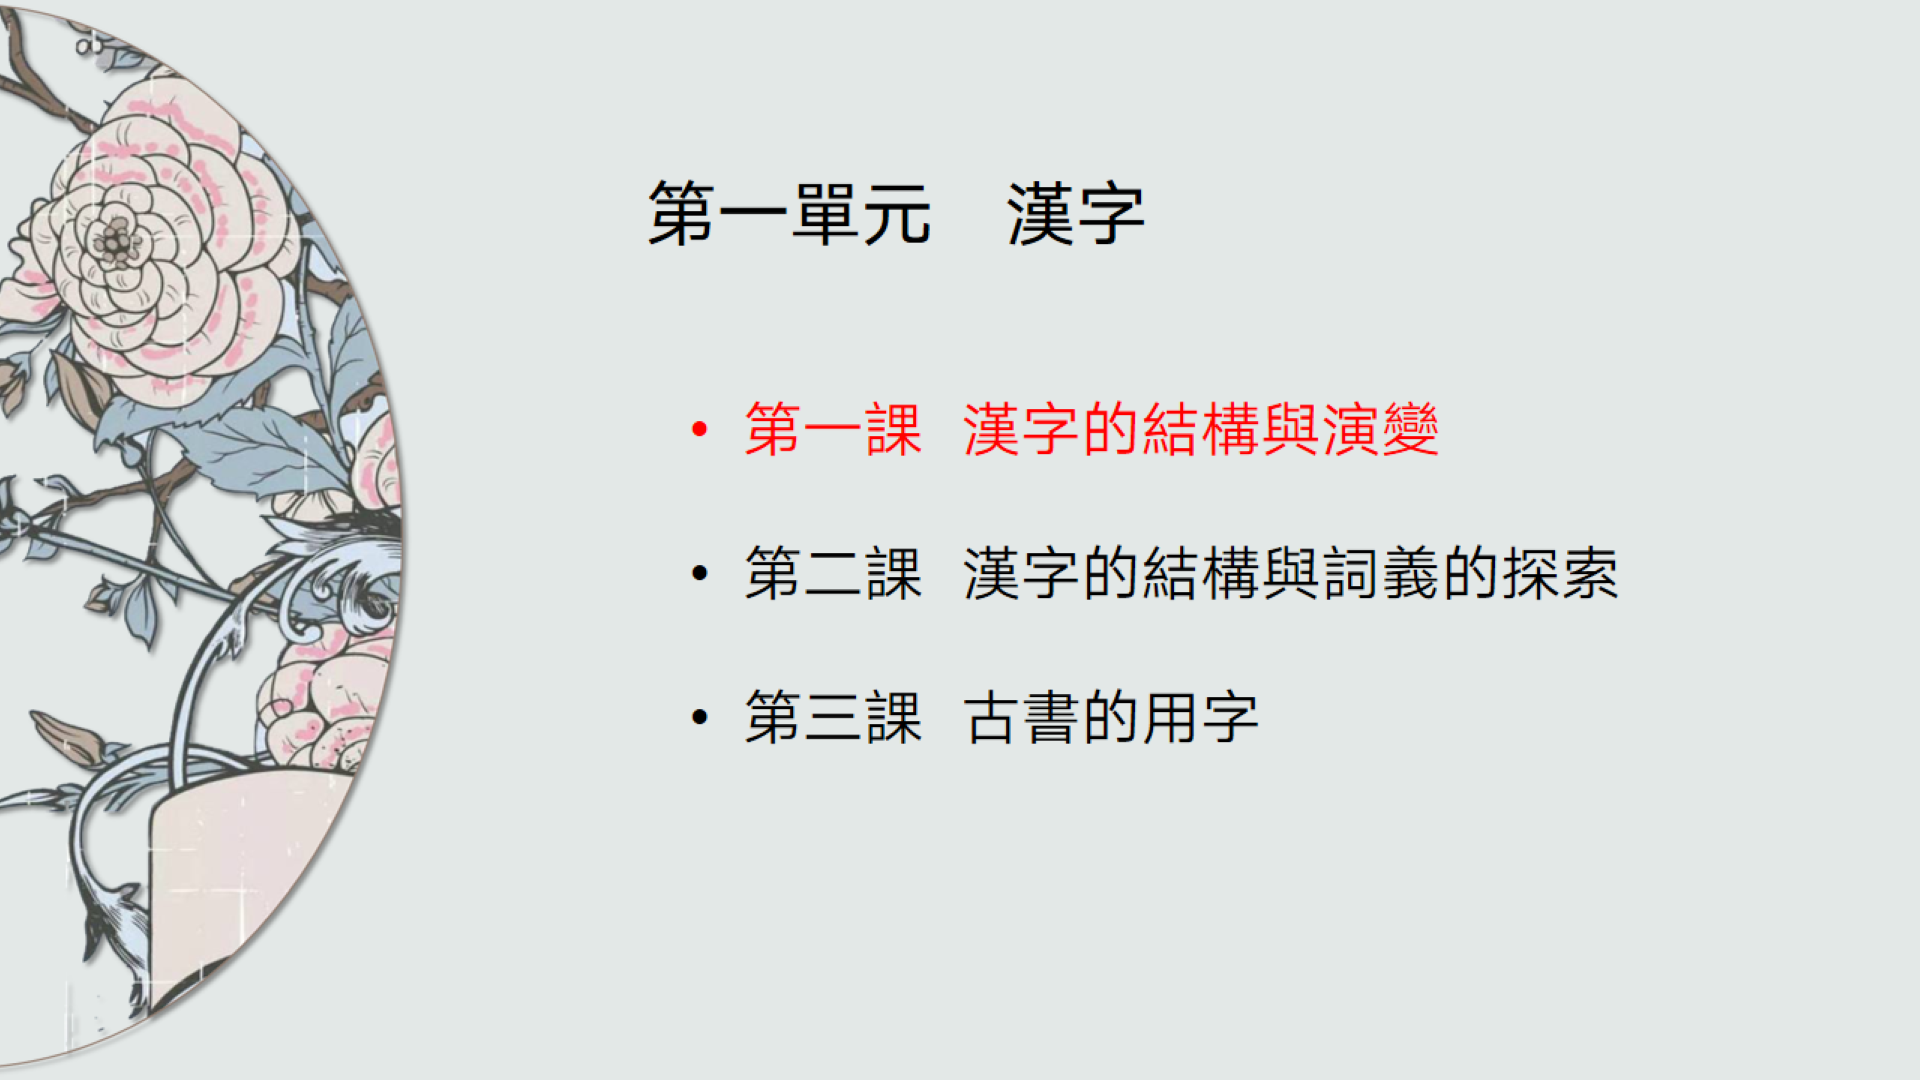 第一單元　漢字
• 第一課 漢字的結構與演變
• 第二課 漢字的結構與詞義的探索
• 第三課 古書的用字